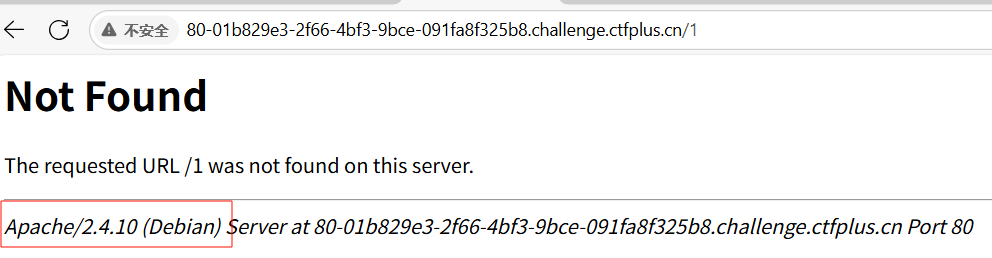 不安全 80-01b829e3-2f66-4bf3-9bce-091fa8f325b8.challenge.ctfplus.cn/1
Not Found
The requested URL /1 was not found on this server.
Apache/2.4.10 (Debian) Server at 80-01b829e3-2f66-4bf3-9bce-091fa8f325b8.challenge.ctfplus.cn Port 80